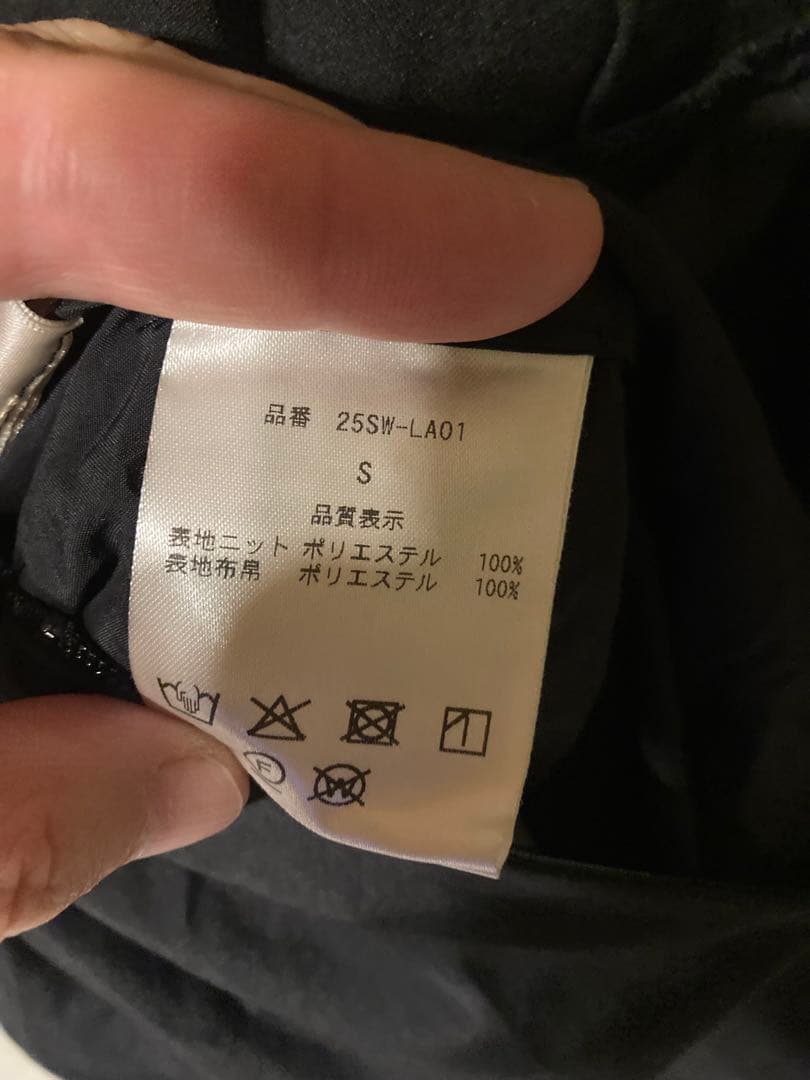 品番 25SW-LA01
S
品質表示
表地ニット ポリエステル 100%
表地布帛 ポリエステル 100%
F
W